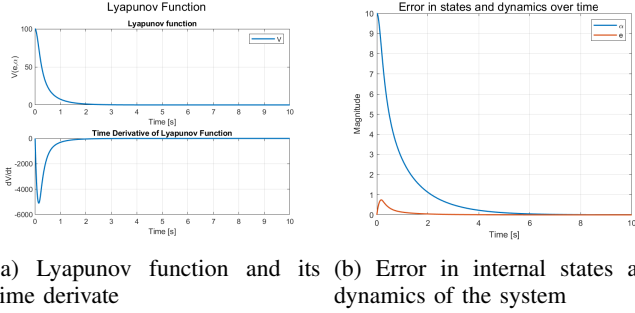 Lyapunov Function
Lyapunov function
100
50
0
V(e,α)
V
0 1 2 3 4 5 6 7 8 9 10
Time [s]
Time Derivative of Lyapunov Function
0
-2000
-4000
-6000
dV/dt
0 1 2 3 4 5 6 7 8 9 10
Time [s]
Error in states and dynamics over time
10
9
8
7
6
5
4
3
2
1
0
Magnitude
α
e
0 2 4 6 8 10
Time [s]
a) Lyapunov function and its
ime derivate
(b) Error in internal states a
dynamics of the system